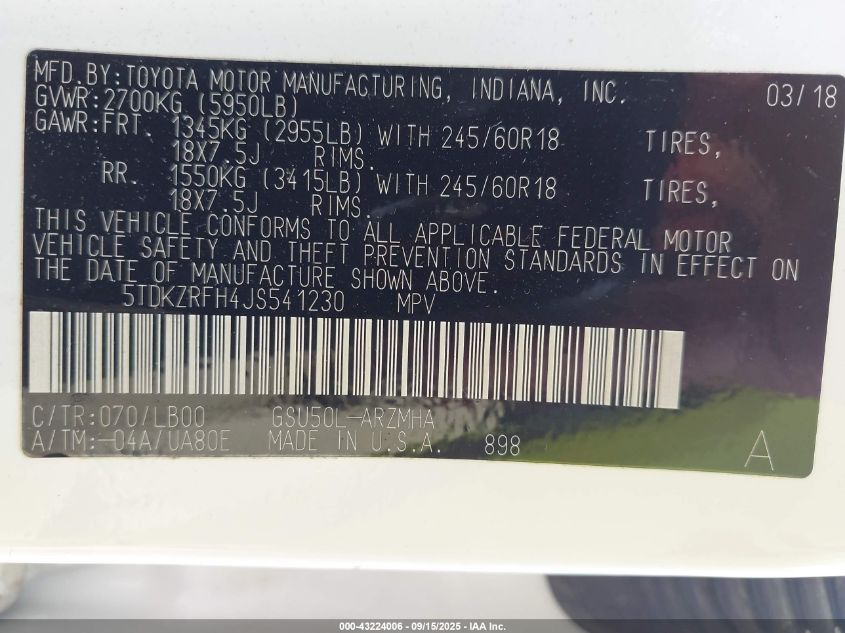 MFD.BY:TOYOTA MOTOR MANUFACTURING, INDIANA, INC. 03/18
GVWR:2700KG (5950LB)
GAWR:FRT. 1345KG (2955LB) WITH 245/60R18 TIRES,
18X7.5J RIMS.
RR. 1550KG (3415LB) WITH 245/60R18 TIRES,
18X7.5J RIMS.
THIS VEHICLE CONFORMS TO ALL APPLICABLE FEDERAL MOTOR
VEHICLE SAFETY AND THEFT PREVENTION STANDARDS IN EFFECT ON
THE DATE OF MANUFACTURE SHOWN ABOVE.
5TDKZRFH4JS541230 MPV
C/TR:070/LB00 GSU50L-ARZMHA
A/TM:-04A/UA80E MADE IN U.S.A. 898 A
000-43224006 - 09/15/2025 - IAA Inc.